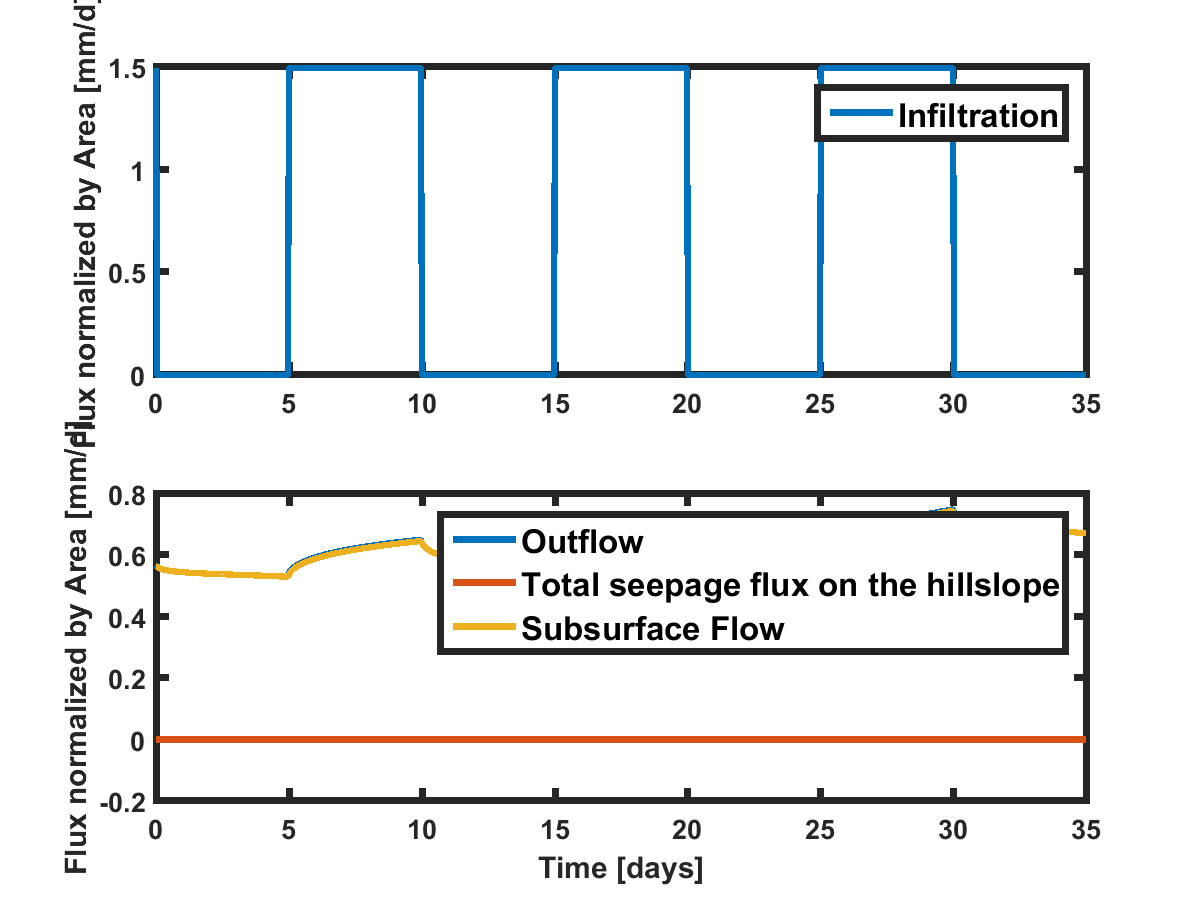 Flux normalized by Area [mm/d]
1.5
1
0.5
0
Infiltration
0 5 10 15 20 25 30 35
Flux normalized by Area [mm/d]
0.8
0.6
0.4
0.2
0
-0.2
Outflow
Total seepage flux on the hillslope
Subsurface Flow
0 5 10 15 20 25 30 35
Time [days]